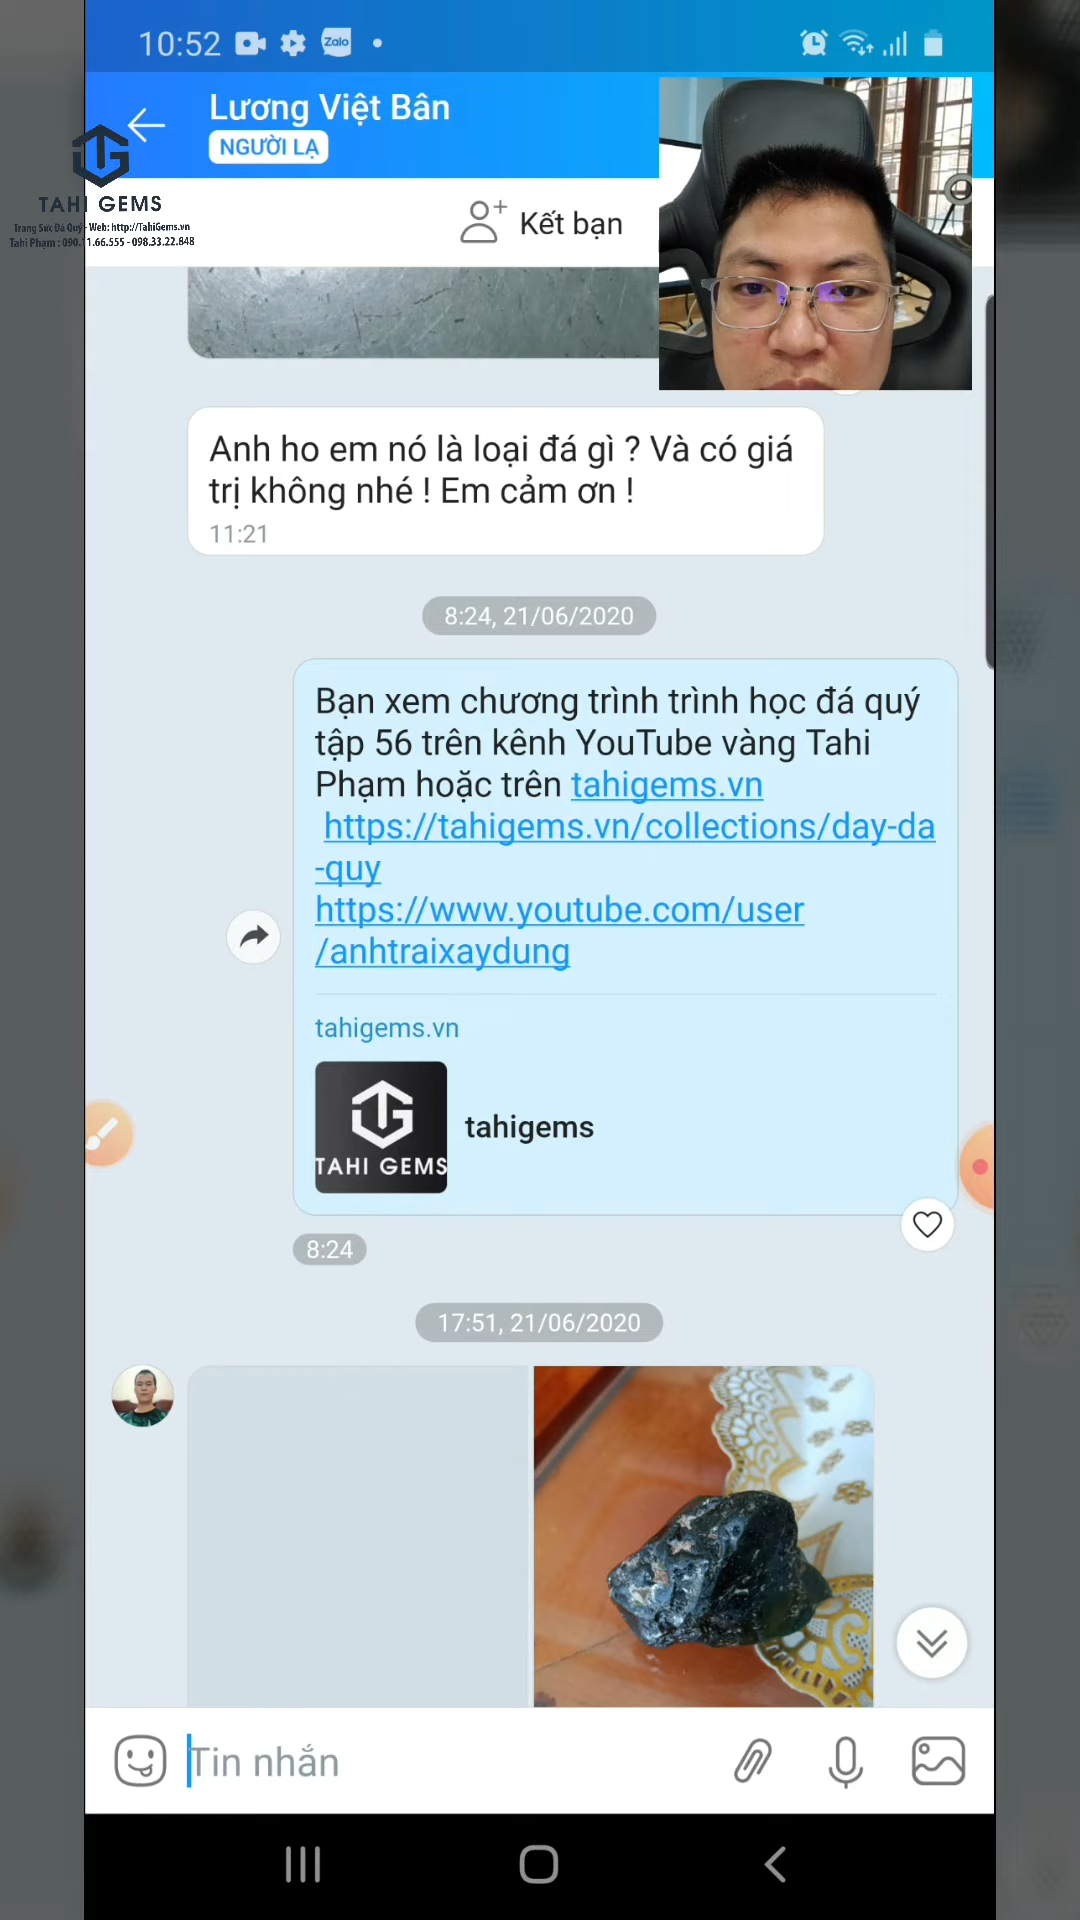 10:52
Zalo
Lương Việt Bân
NGƯỜI LẠ
TAHI GEMS
Trang Sức Đá Quý - Web: http://TahiGems.vn
Tahi Phạm : 090.11.66.555 - 098.33.22.848
Kết bạn
Anh ho em nó là loại đá gì ? Và có giá
trị không nhé ! Em cảm ơn !
11:21
8:24, 21/06/2020
Bạn xem chương trình trình học đá quý
tập 56 trên kênh YouTube vàng Tahi
Phạm hoặc trên tahigems.vn
https://tahigems.vn/collections/day-da
-quy
https://www.youtube.com/user
/anhtraixaydung
tahigems.vn
TAHI GEMS
tahigems
8:24
17:51, 21/06/2020
Tin nhắn